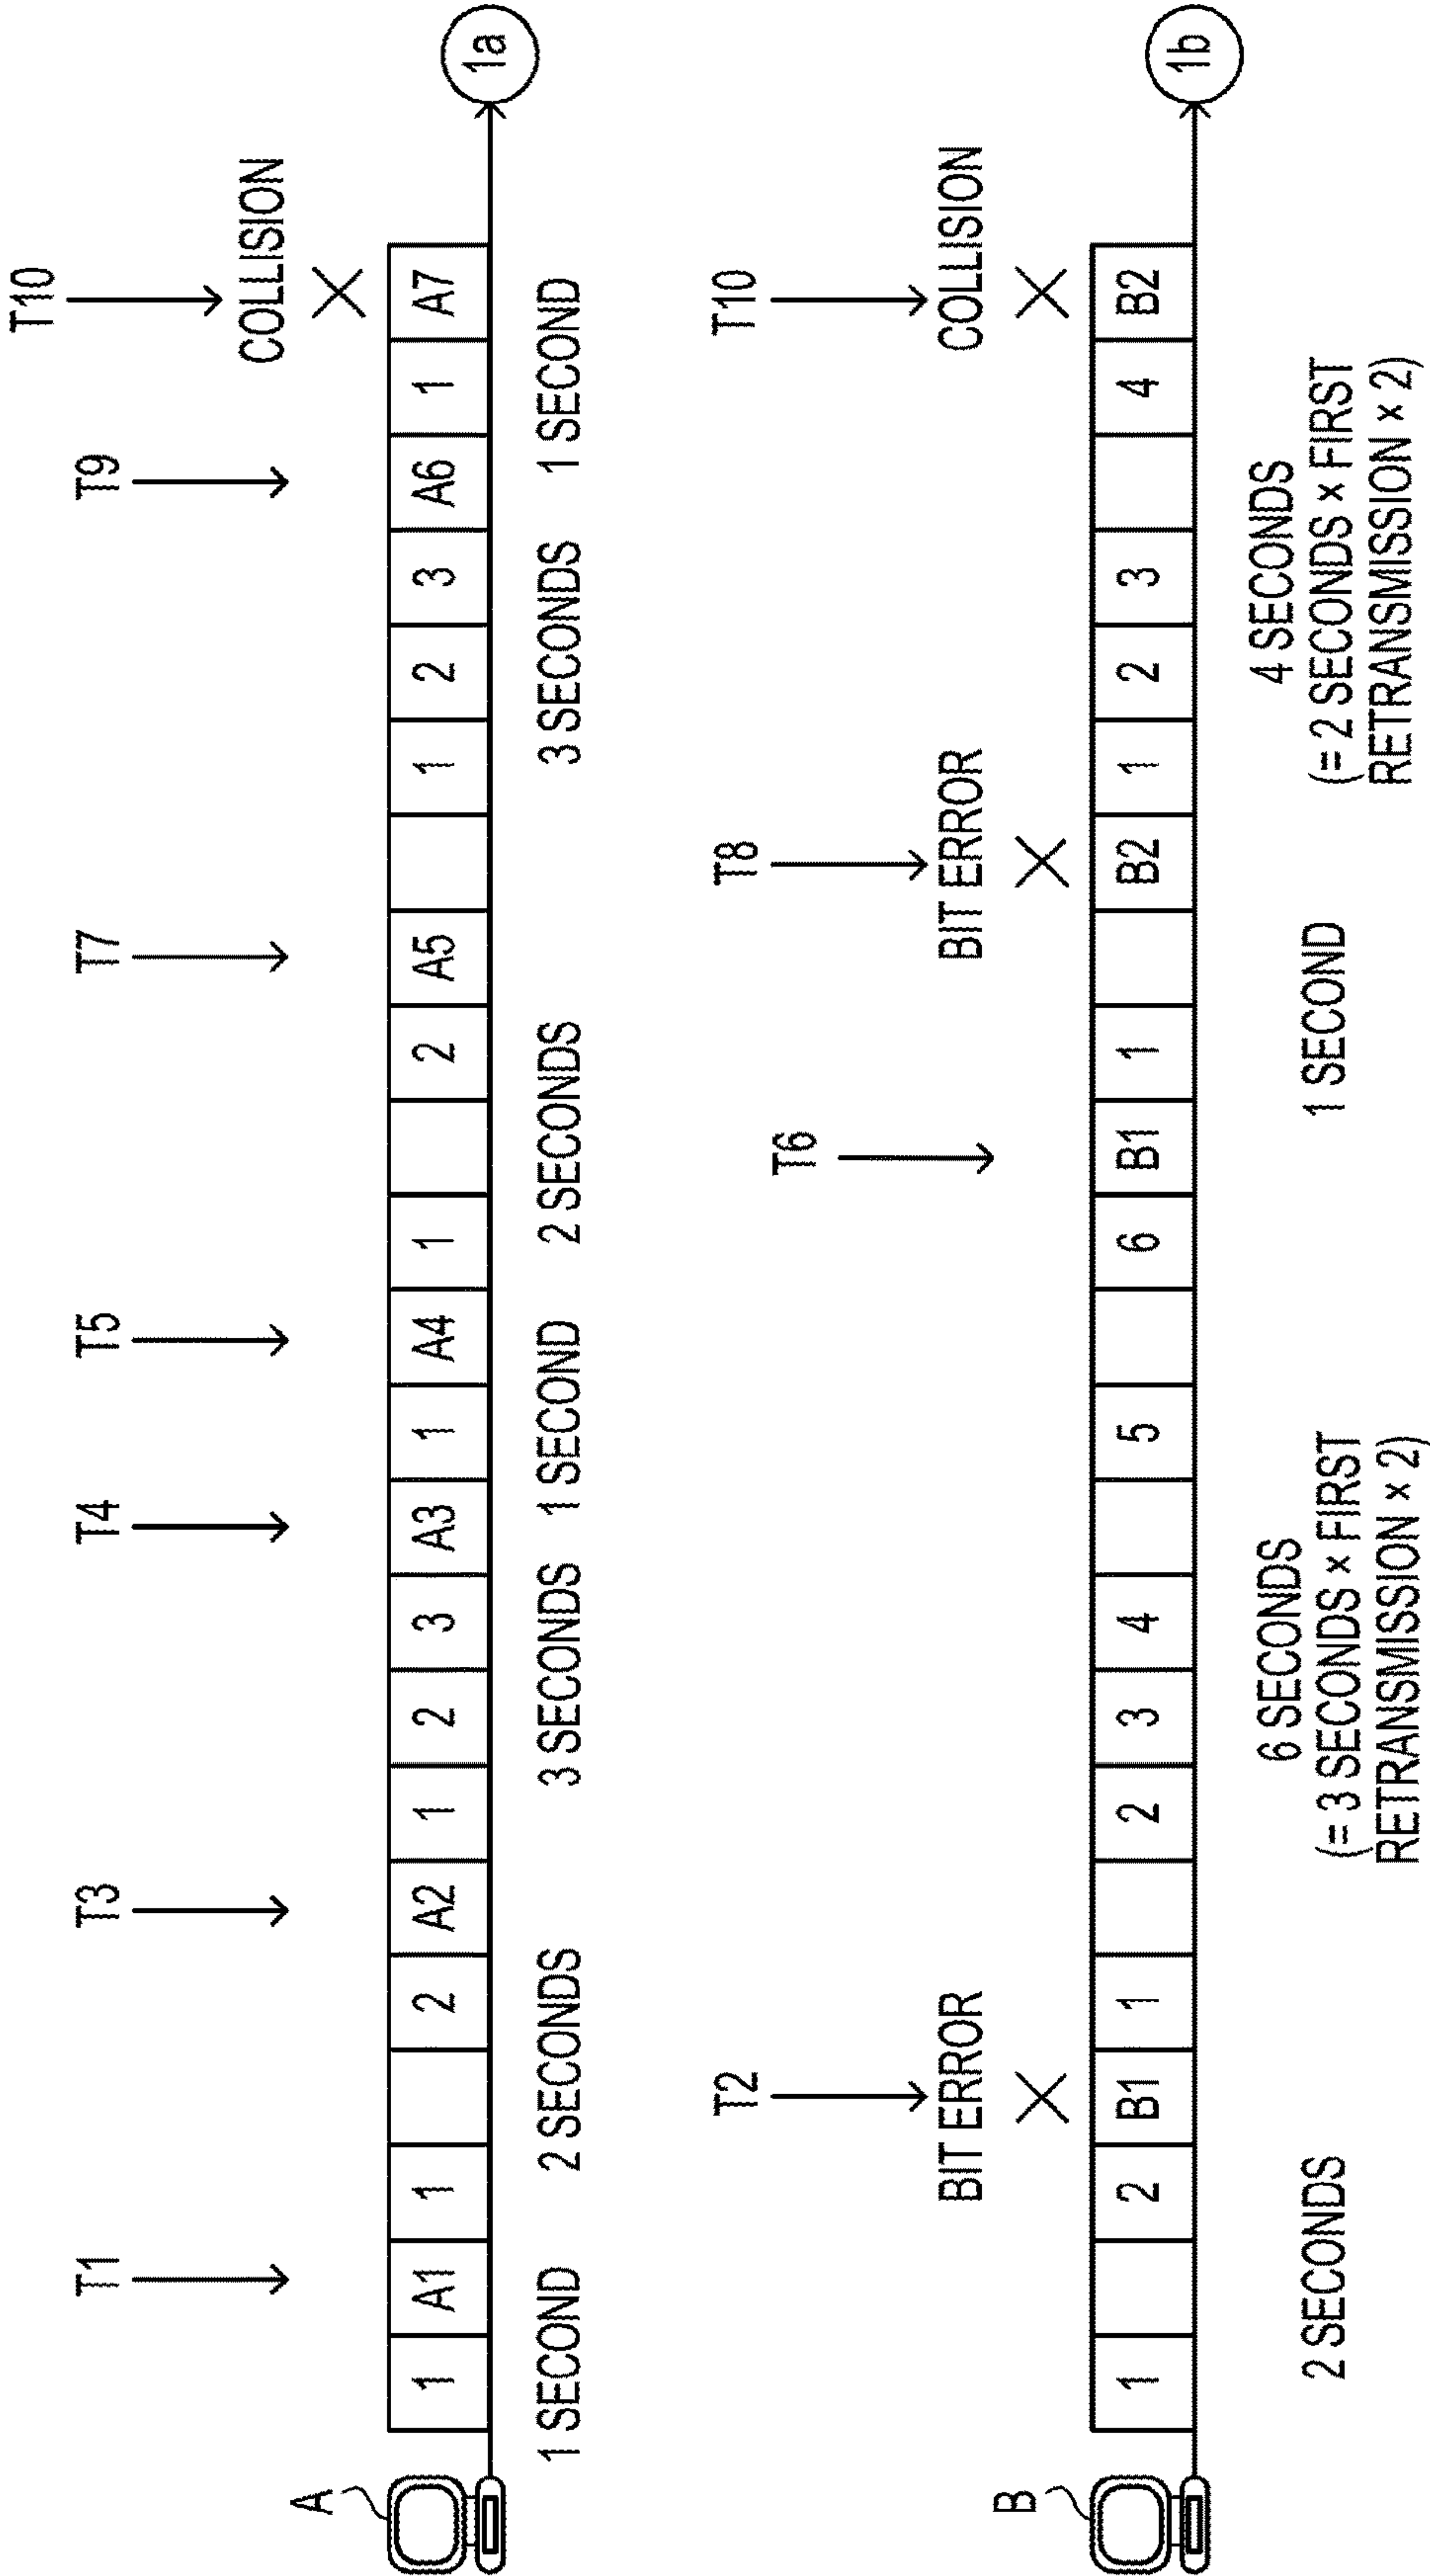 T1 T3 T4 T5 T7 T9 T10
COLLISION
A
1 A1 1 2 A2 1 2 3 A3 1 A4 1 2 A5 1 2 3 A6 1 A7
1a
1 SECOND 2 SECONDS 3 SECONDS 1 SECOND 2 SECONDS 3 SECONDS 1 SECOND
T2 T6 T8 T10
BIT ERROR BIT ERROR COLLISION
B
1 2 B1 1 2 3 4 5 6 B1 1 B2 1 2 3 4 B2
1b
2 SECONDS
6 SECONDS
(= 3 SECONDS × FIRST
RETRANSMISSION × 2)
1 SECOND
4 SECONDS
(= 2 SECONDS × FIRST
RETRANSMISSION × 2)